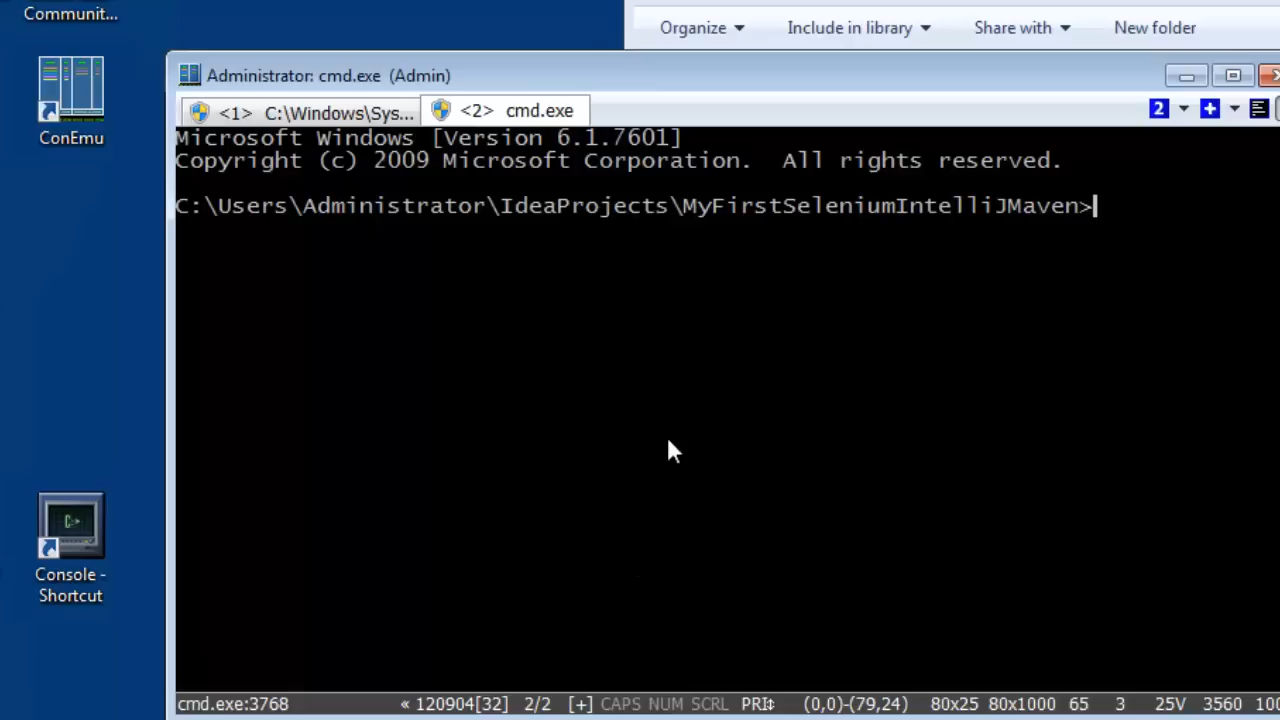 Communit...
Organize
Include in library
Share with
New folder
ConEmu
Administrator: cmd.exe (Admin)
<1> C:\Windows\Sys...
<2> cmd.exe
2
Microsoft Windows [Version 6.1.7601]
Copyright (c) 2009 Microsoft Corporation. All rights reserved.
C:\Users\Administrator\IdeaProjects\MyFirstSeleniumIntelliJMaven>
C:>
Console -
Shortcut
cmd.exe:3768
« 120904[32] 2/2 [+] CAPS NUM SCRL PRI↕ (0,0)-(79,24) 80x25 80x1000 65 3 25V 3560 100